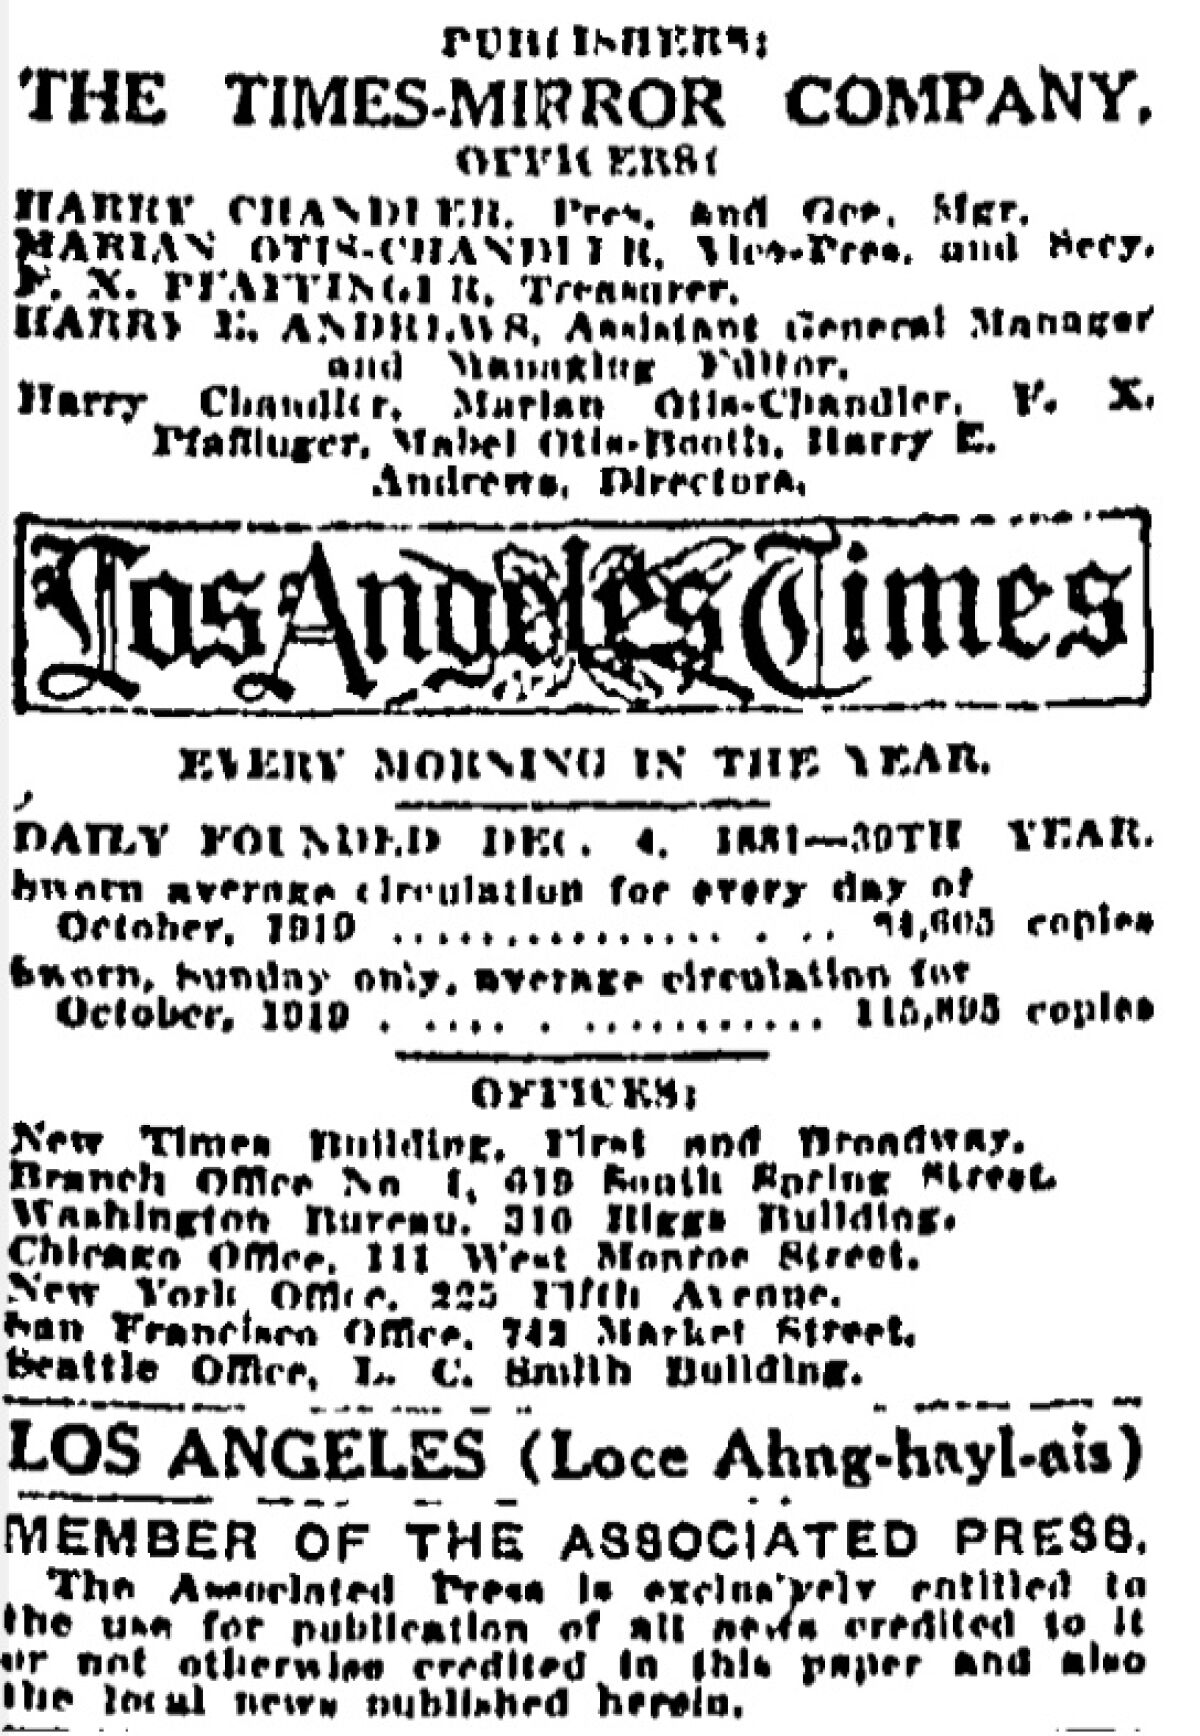 PUBLISHERS:
THE TIMES-MIRROR COMPANY.
OFFICERS:
HARRY CHANDLER, Pres. and Gen. Mgr.
MARIAN OTIS-CHANDLER, Vice-Pres. and Secy.
F. X. PFAFFINGER, Treasurer.
HARRY E. ANDREWS, Assistant General Manager
and Managing Editor.
Harry Chandler, Marian Otis-Chandler, F. X.
Pfaffinger, Mabel Otis-Booth, Harry E.
Andrews, Directors.
Los Angeles Times
EVERY MORNING IN THE YEAR.
DAILY FOUNDED DEC. 4, 1881—39TH YEAR.
Sworn average circulation for every day of
October, 1919 .................... copies
Sworn, Sunday only, average circulation for
October, 1919 .................... copies
OFFICES:
New Times Building, First and Broadway.
Branch Office No. 1, 619 South Spring Street.
Washington Bureau, 310 Riggs Building.
Chicago Office, 111 West Monroe Street.
New York Office, 225 Fifth Avenue.
San Francisco Office, 742 Market Street.
Seattle Office, L. C. Smith Building.
LOS ANGELES (Loce Ahng-hayl-ais)
MEMBER OF THE ASSOCIATED PRESS.
The Associated Press is exclusively entitled to
the use for publication of all news credited to it
or not otherwise credited in this paper and also
the local news published herein.